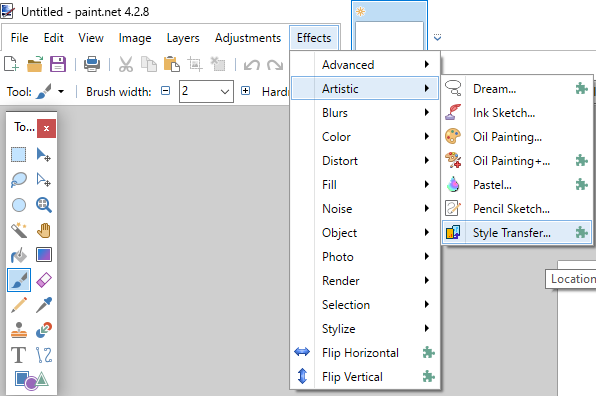 Untitled - paint.net 4.2.8
File Edit View Image Layers Adjustments Effects
Tool: Brush width: 2 Hardn
To... x
Advanced
Artistic
Blurs
Color
Distort
Fill
Noise
Object
Photo
Render
Selection
Stylize
Flip Horizontal
Flip Vertical
Dream...
Ink Sketch...
Oil Painting...
Oil Painting+...
Pastel...
Pencil Sketch...
Style Transfer...
Location
T